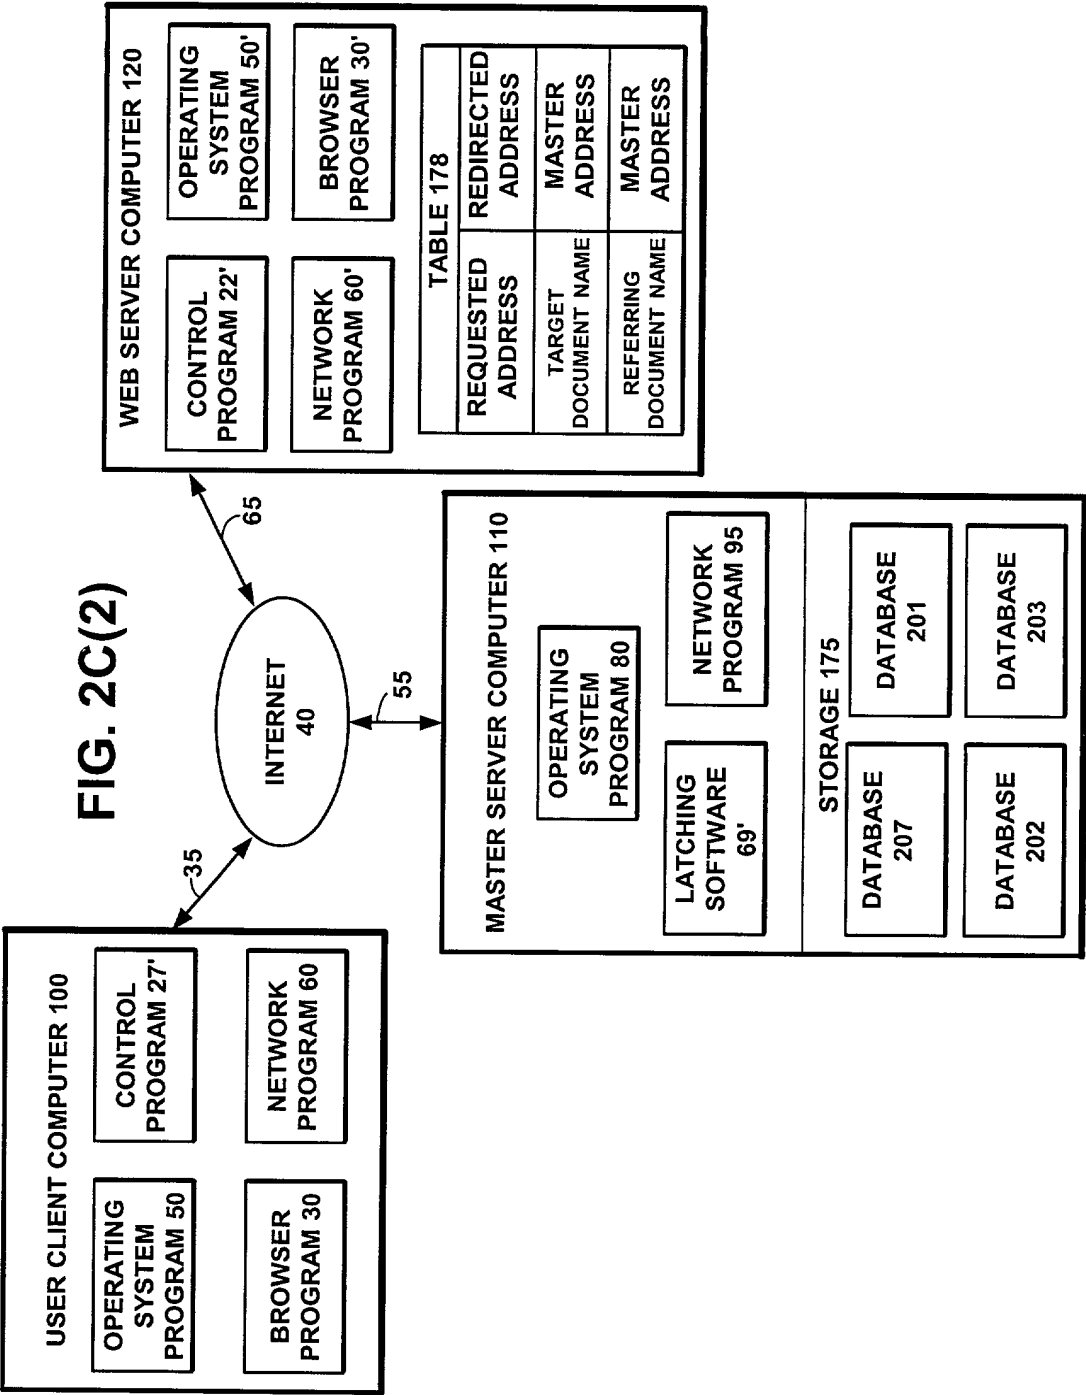 FIG. 2C(2)
USER CLIENT COMPUTER 100
OPERATING
SYSTEM
PROGRAM 50
CONTROL
PROGRAM 27'
BROWSER
PROGRAM 30
NETWORK
PROGRAM 60
35
INTERNET
40
65
55
WEB SERVER COMPUTER 120
CONTROL
PROGRAM 22'
OPERATING
SYSTEM
PROGRAM 50'
NETWORK
PROGRAM 60'
BROWSER
PROGRAM 30'
TABLE 178
REQUESTED
ADDRESS
REDIRECTED
ADDRESS
TARGET
DOCUMENT NAME
MASTER
ADDRESS
REFERRING
DOCUMENT NAME
MASTER
ADDRESS
MASTER SERVER COMPUTER 110
OPERATING
SYSTEM
PROGRAM 80
LATCHING
SOFTWARE
69'
NETWORK
PROGRAM 95
STORAGE 175
DATABASE
207
DATABASE
201
DATABASE
202
DATABASE
203